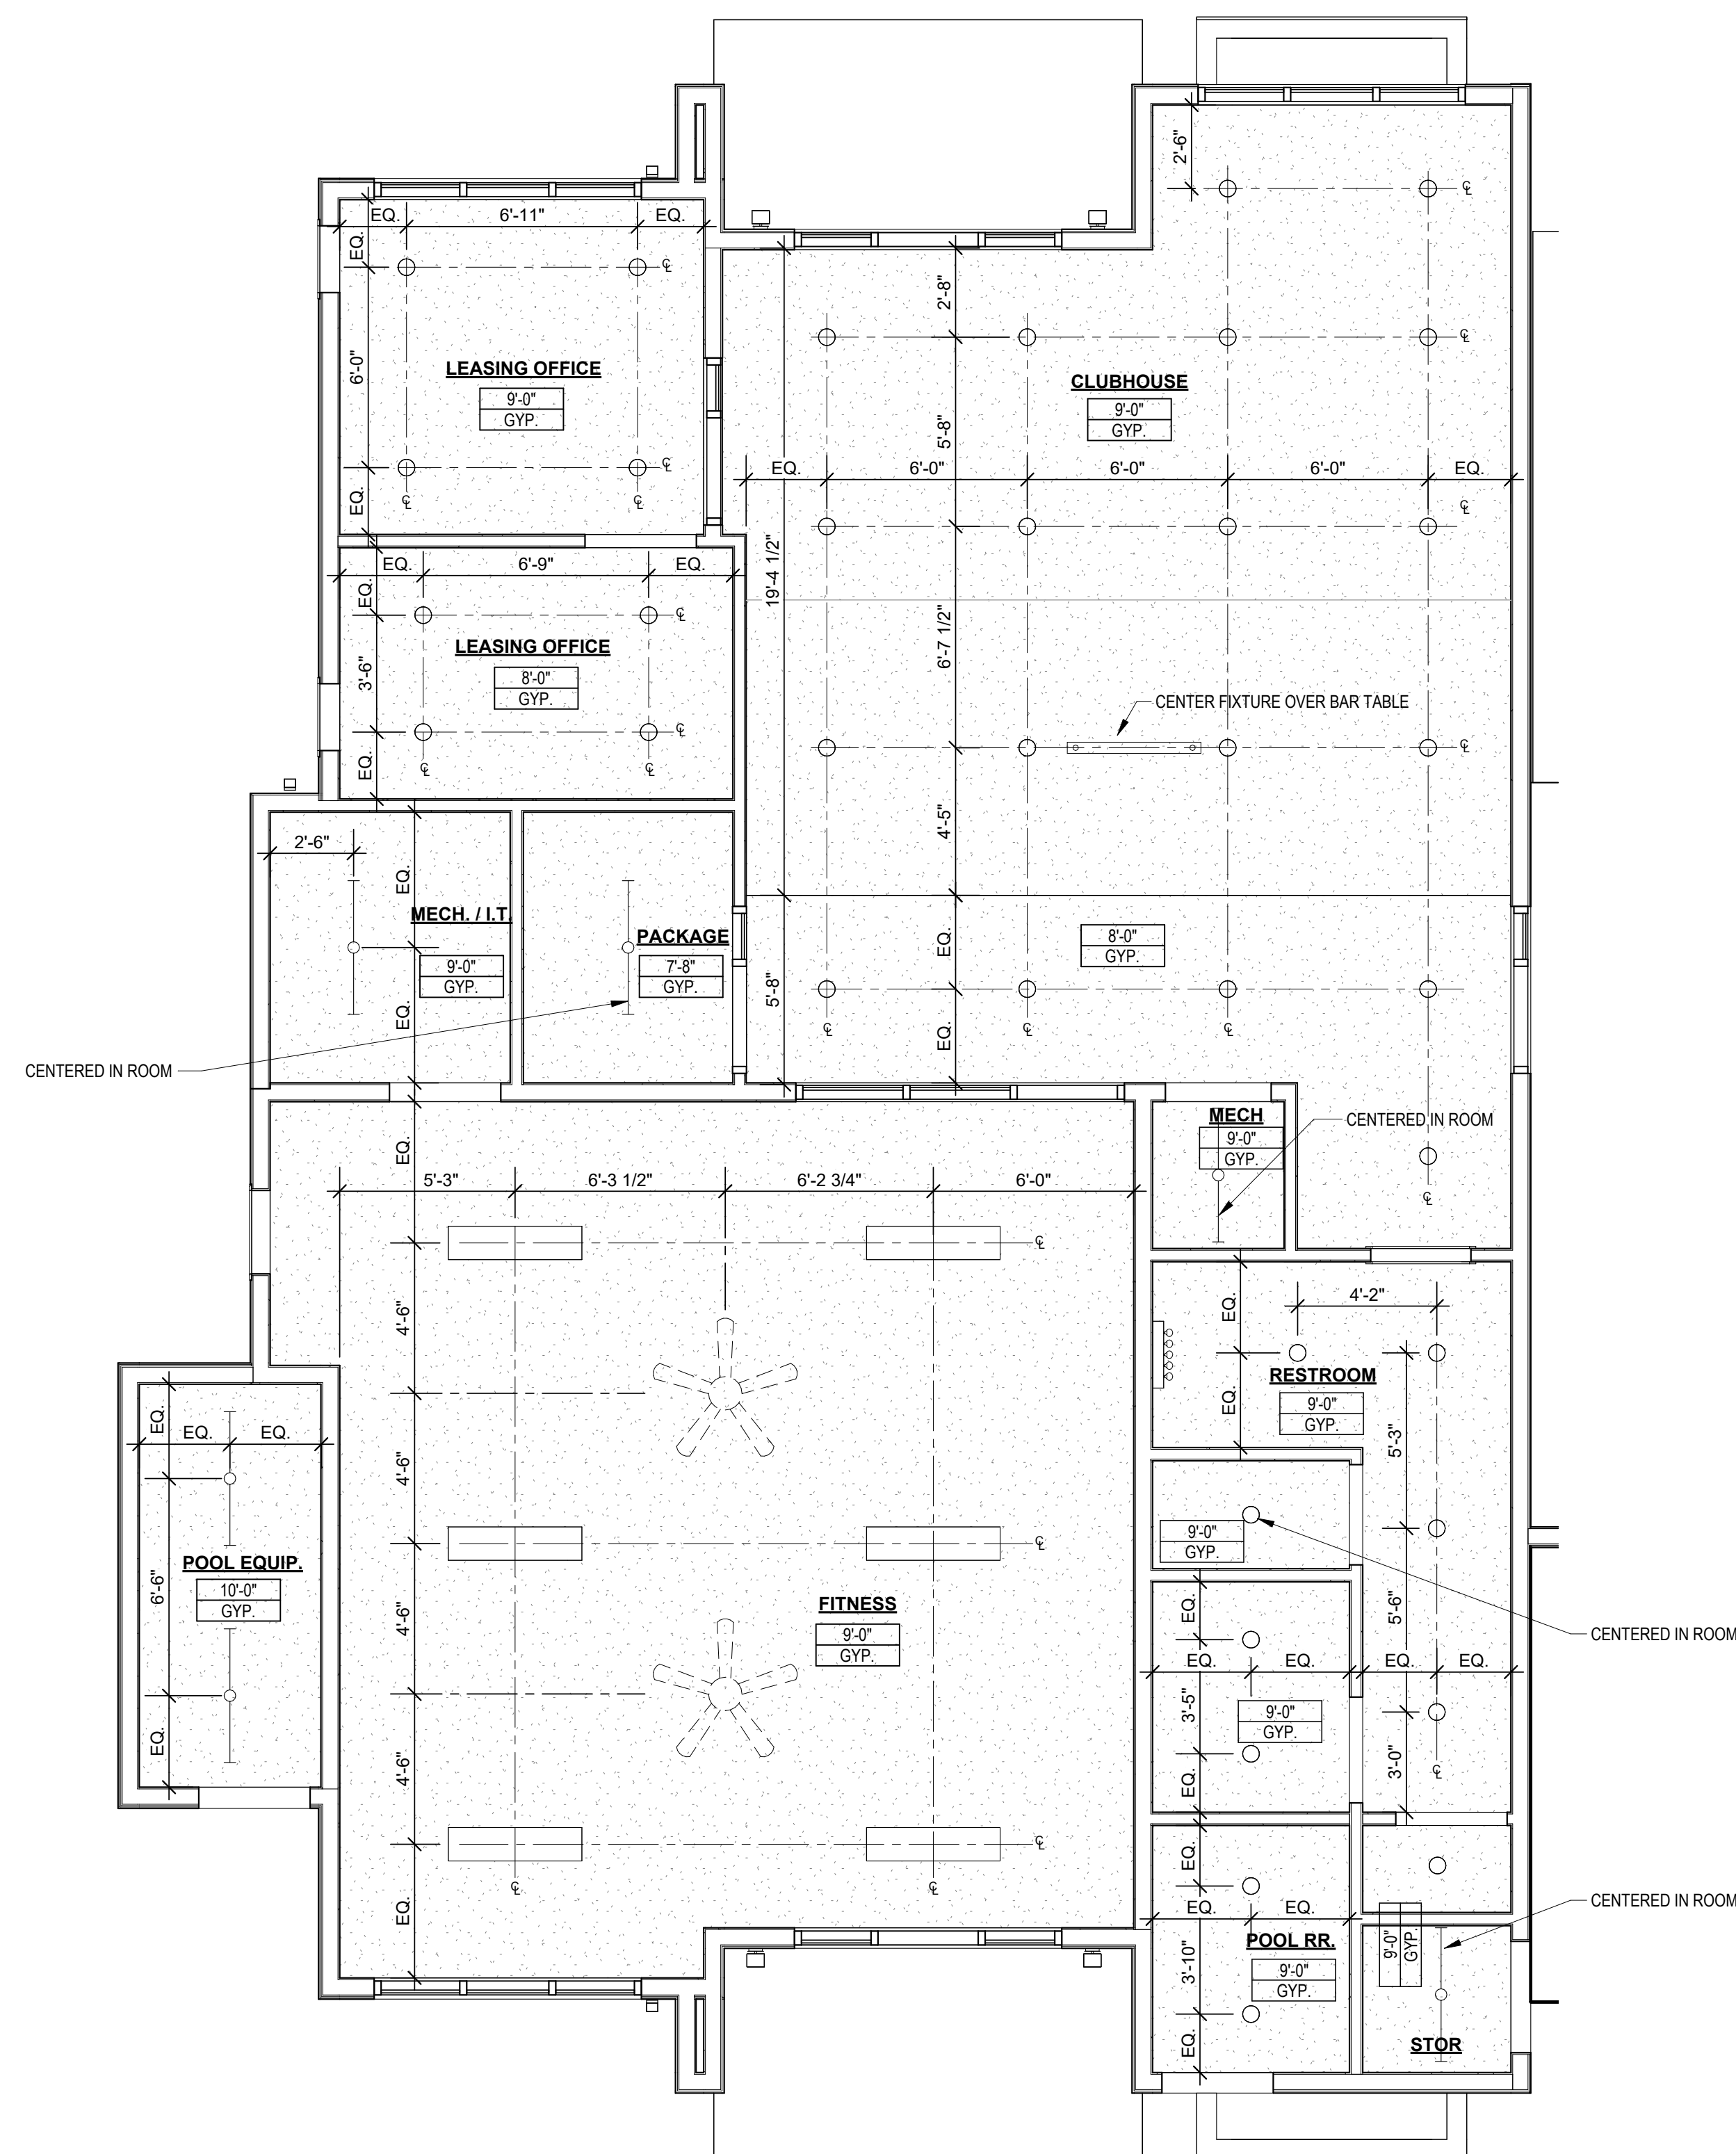 2'-6"
℄
EQ.
6'-11"
EQ.
EQ.
℄
6'-0"
LEASING OFFICE
9'-0"
GYP.
℄
EQ.
℄
℄
2'-8"
℄
CLUBHOUSE
9'-0"
GYP.
5'-8"
EQ.
6'-0"
6'-0"
6'-0"
EQ.
℄
19'-4 1/2"
EQ.
6'-9"
EQ.
EQ.
℄
3'-6"
LEASING OFFICE
8'-0"
GYP.
℄
EQ.
℄
℄
6'-7 1/2"
CENTER FIXTURE OVER BAR TABLE
℄
4'-5"
2'-6"
EQ.
MECH. / I.T.
9'-0"
GYP.
EQ.
PACKAGE
7'-8"
GYP.
CENTERED IN ROOM
EQ.
8'-0"
GYP.
5'-8"
EQ.
℄
℄
℄
MECH
9'-0"
GYP.
CENTERED IN ROOM
℄
EQ.
5'-3"
6'-3 1/2"
6'-2 3/4"
6'-0"
℄
4'-6"
4'-6"
℄
4'-6"
FITNESS
9'-0"
GYP.
4'-6"
℄
℄
℄
EQ.
EQ.
EQ.
EQ.
6'-6"
POOL EQUIP.
10'-0"
GYP.
EQ.
EQ.
4'-2"
RESTROOM
9'-0"
GYP.
EQ.
5'-3"
9'-0"
GYP.
CENTERED IN ROOM
EQ.
5'-6"
EQ.
EQ.
EQ.
EQ.
3'-5"
9'-0"
GYP.
3'-0"
℄
EQ.
EQ.
EQ.
EQ.
POOL RR.
9'-0"
GYP.
3'-10"
EQ.
CENTERED IN ROOM
9'-0"
GYP.
STOR